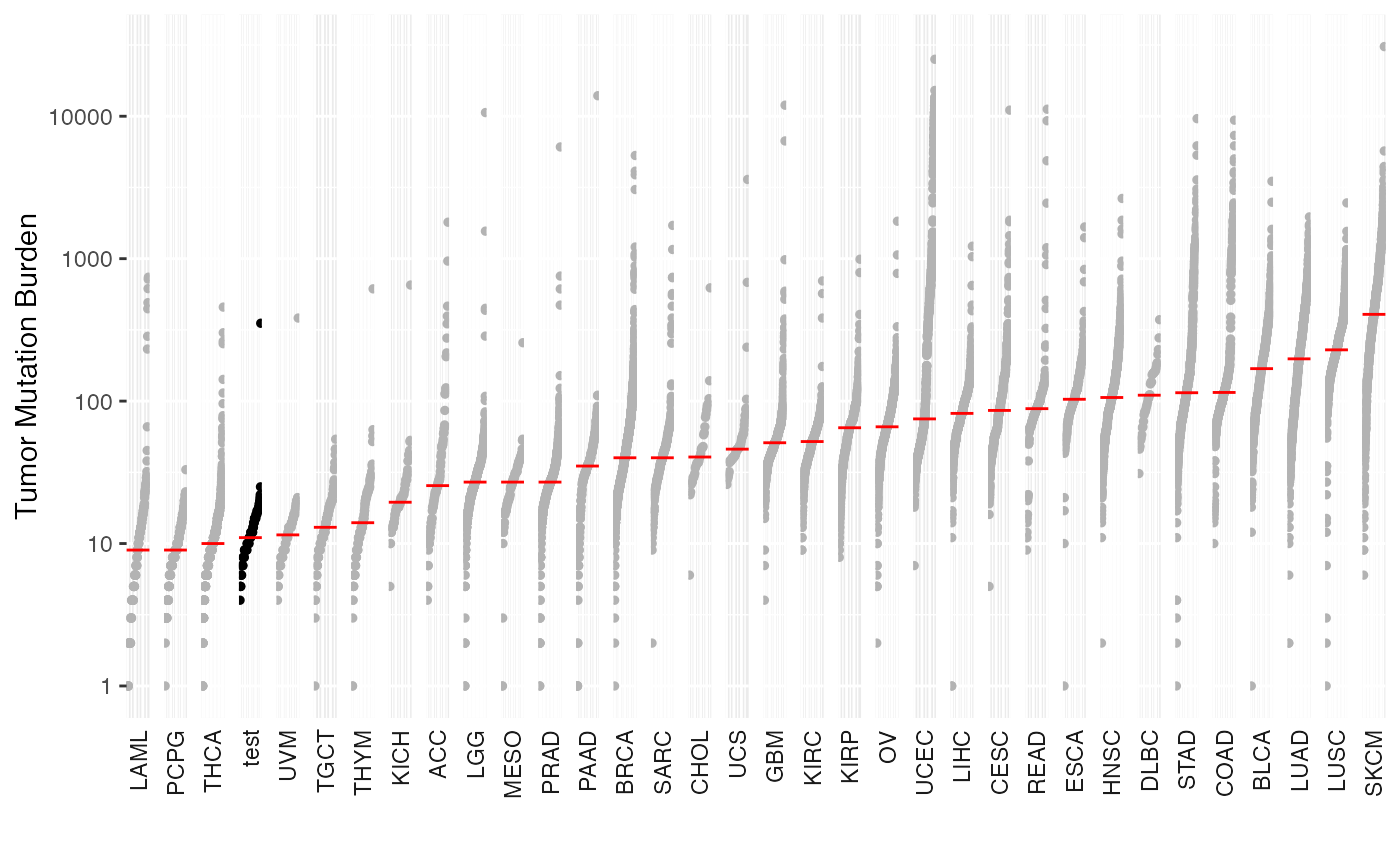 Tumor Mutation Burden
10000
1000
100
10
1
LAML
PCPG
THCA
test
UVM
TGCT
THYM
KICH
ACC
LGG
MESO
PRAD
PAAD
BRCA
SARC
CHOL
UCS
GBM
KIRC
KIRP
OV
UCEC
LIHC
CESC
READ
ESCA
HNSC
DLBC
STAD
COAD
BLCA
LUAD
LUSC
SKCM